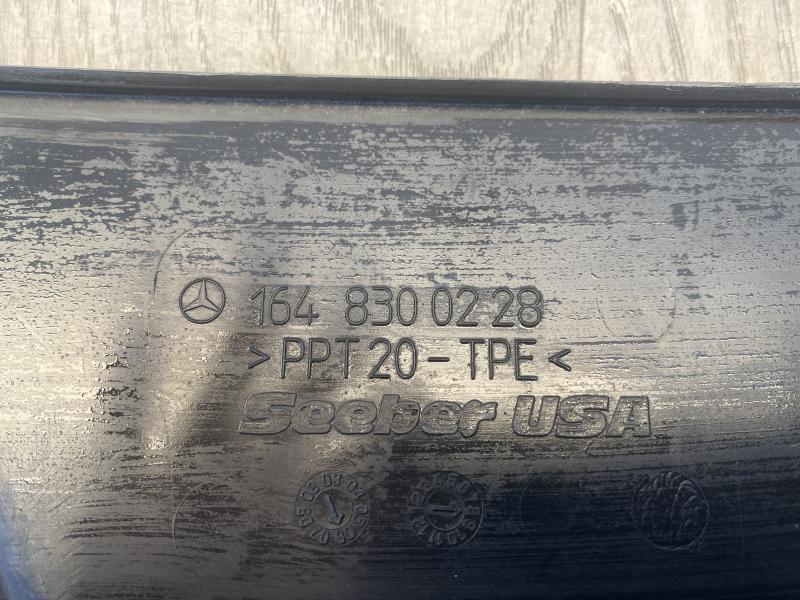 164 830 02 28
>PPT20-TPE<
Seeber USA